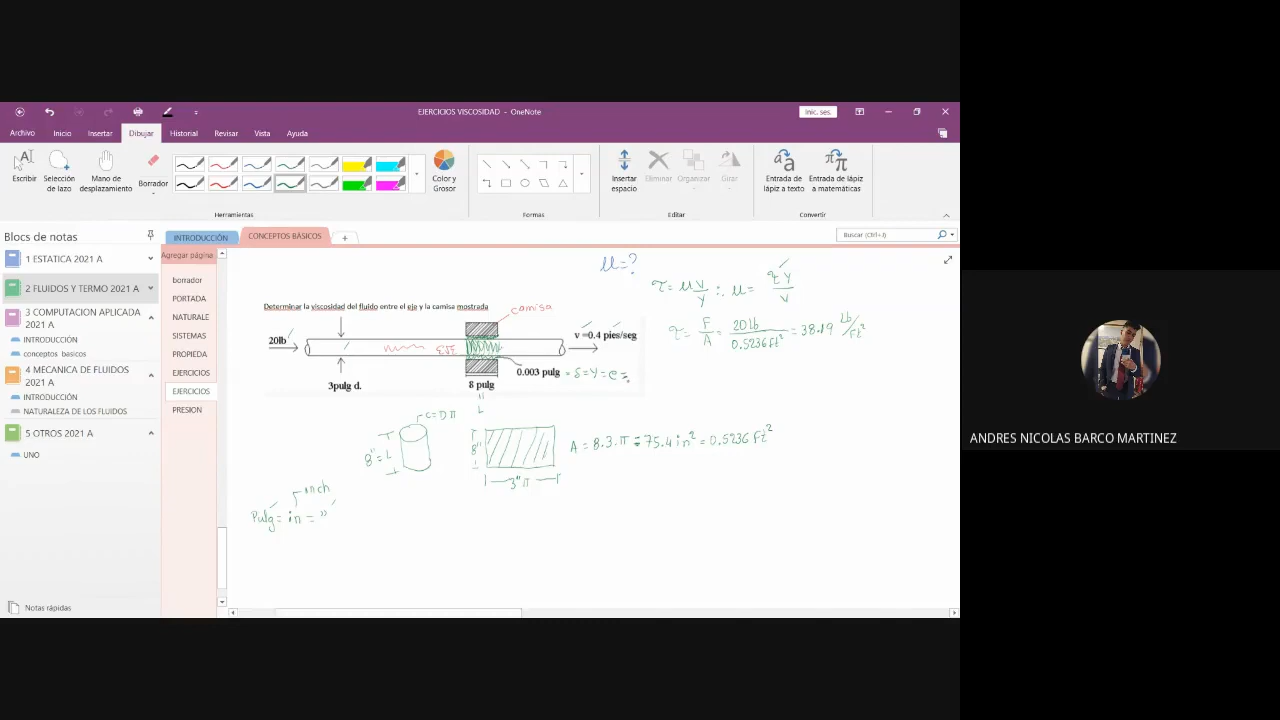 EJERCICIOS VISCOSIDAD - OneNote
Inic. ses.
Archivo Inicio Insertar Dibujar Historial Revisar Vista Ayuda
Escribir
Selección de lazo
Mano de desplazamiento
Borrador
Color y Grosor
Insertar espacio
Eliminar
Organizar
Girar
Entrada de lápiz a texto
Entrada de lápiz a matemáticas
Herramientas
Formas
Editar
Convertir
Blocs de notas
INTRODUCCIÓN
CONCEPTOS BÁSICOS
+
Buscar (Ctrl+J)
1 ESTATICA 2021 A
2 FLUIDOS Y TERMO 2021 A
3 COMPUTACION APLICADA 2021 A
INTRODUCCIÓN
conceptos basicos
4 MECANICA DE FLUIDOS 2021 A
INTRODUCCIÓN
NATURALEZA DE LOS FLUIDOS
5 OTROS 2021 A
UNO
Notas rápidas
Agregar página
borrador
PORTADA
NATURALE
SISTEMAS
PROPIEDA
EJERCICIOS
EJERCICIOS
PRESION
μ=?
τ = μ V/y ∴ μ = τ y/v
Determinar la viscosidad del fluido entre el eje y la camisa mostrada
camisa
τ = F/A = 20 lb/0.5236 ft² = 38.19 Lb/Ft²
20lb
EJE
v =0.4 pies/seg
3pulg d.
8 pulg
0.003 pulg = δ = y = e =
L
C = D π
8" = L
8"
3" π
A = 8.3.π = 75.4 in² = 0.5236 Ft²
inch
Pulg = in = "
ANDRES NICOLAS BARCO MARTINEZ